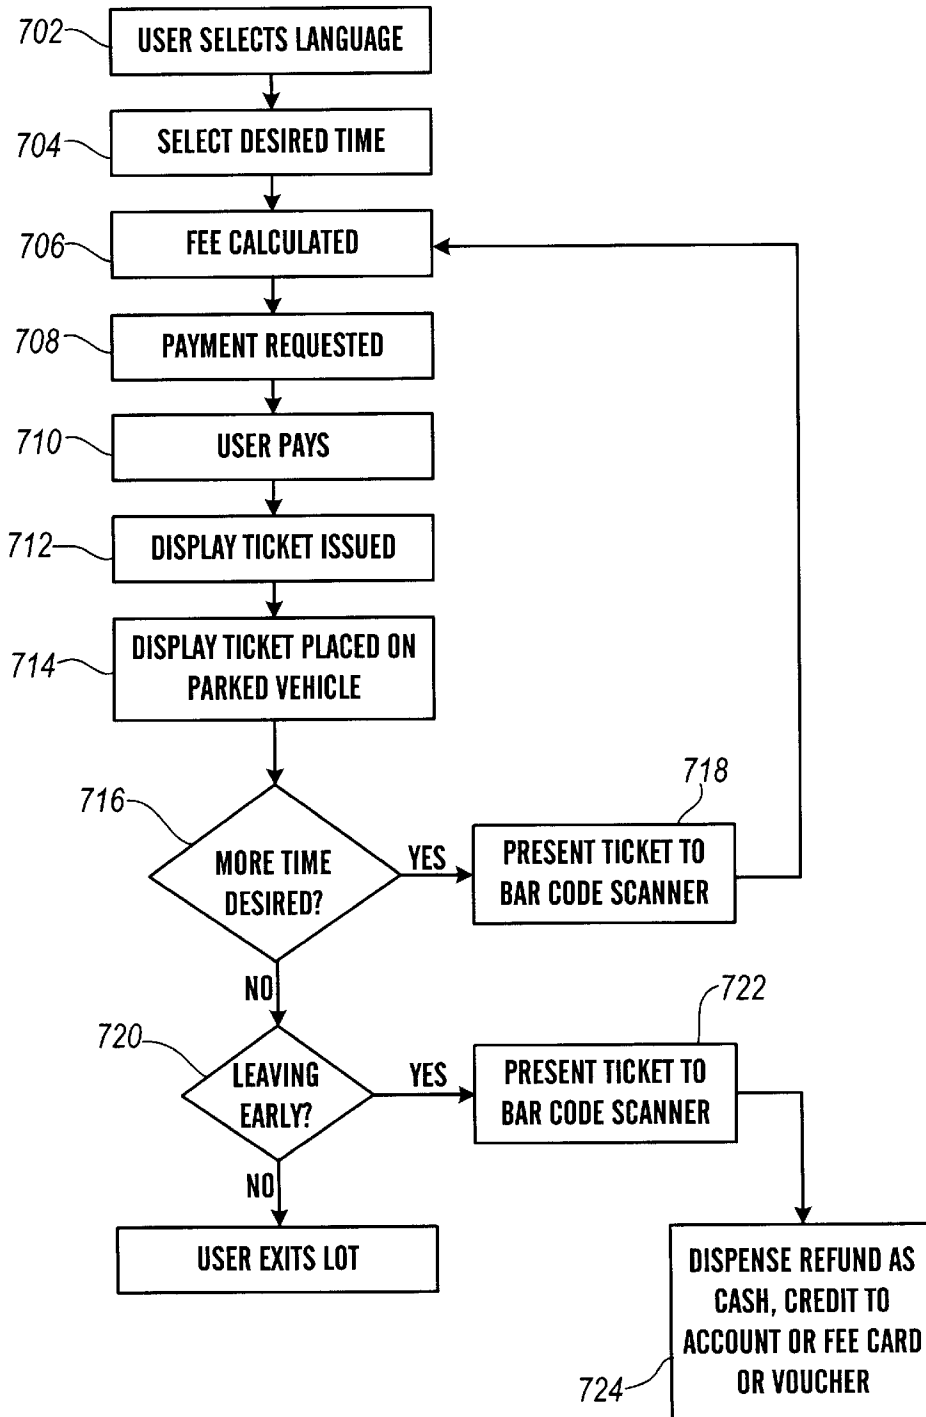 702
USER SELECTS LANGUAGE
704
SELECT DESIRED TIME
706
FEE CALCULATED
708
PAYMENT REQUESTED
710
USER PAYS
712
DISPLAY TICKET ISSUED
714
DISPLAY TICKET PLACED ON
PARKED VEHICLE
716
MORE TIME
DESIRED?
YES
718
PRESENT TICKET TO
BAR CODE SCANNER
NO
720
LEAVING
EARLY?
YES
722
PRESENT TICKET TO
BAR CODE SCANNER
NO
USER EXITS LOT
724
DISPENSE REFUND AS
CASH, CREDIT TO
ACCOUNT OR FEE CARD
OR VOUCHER